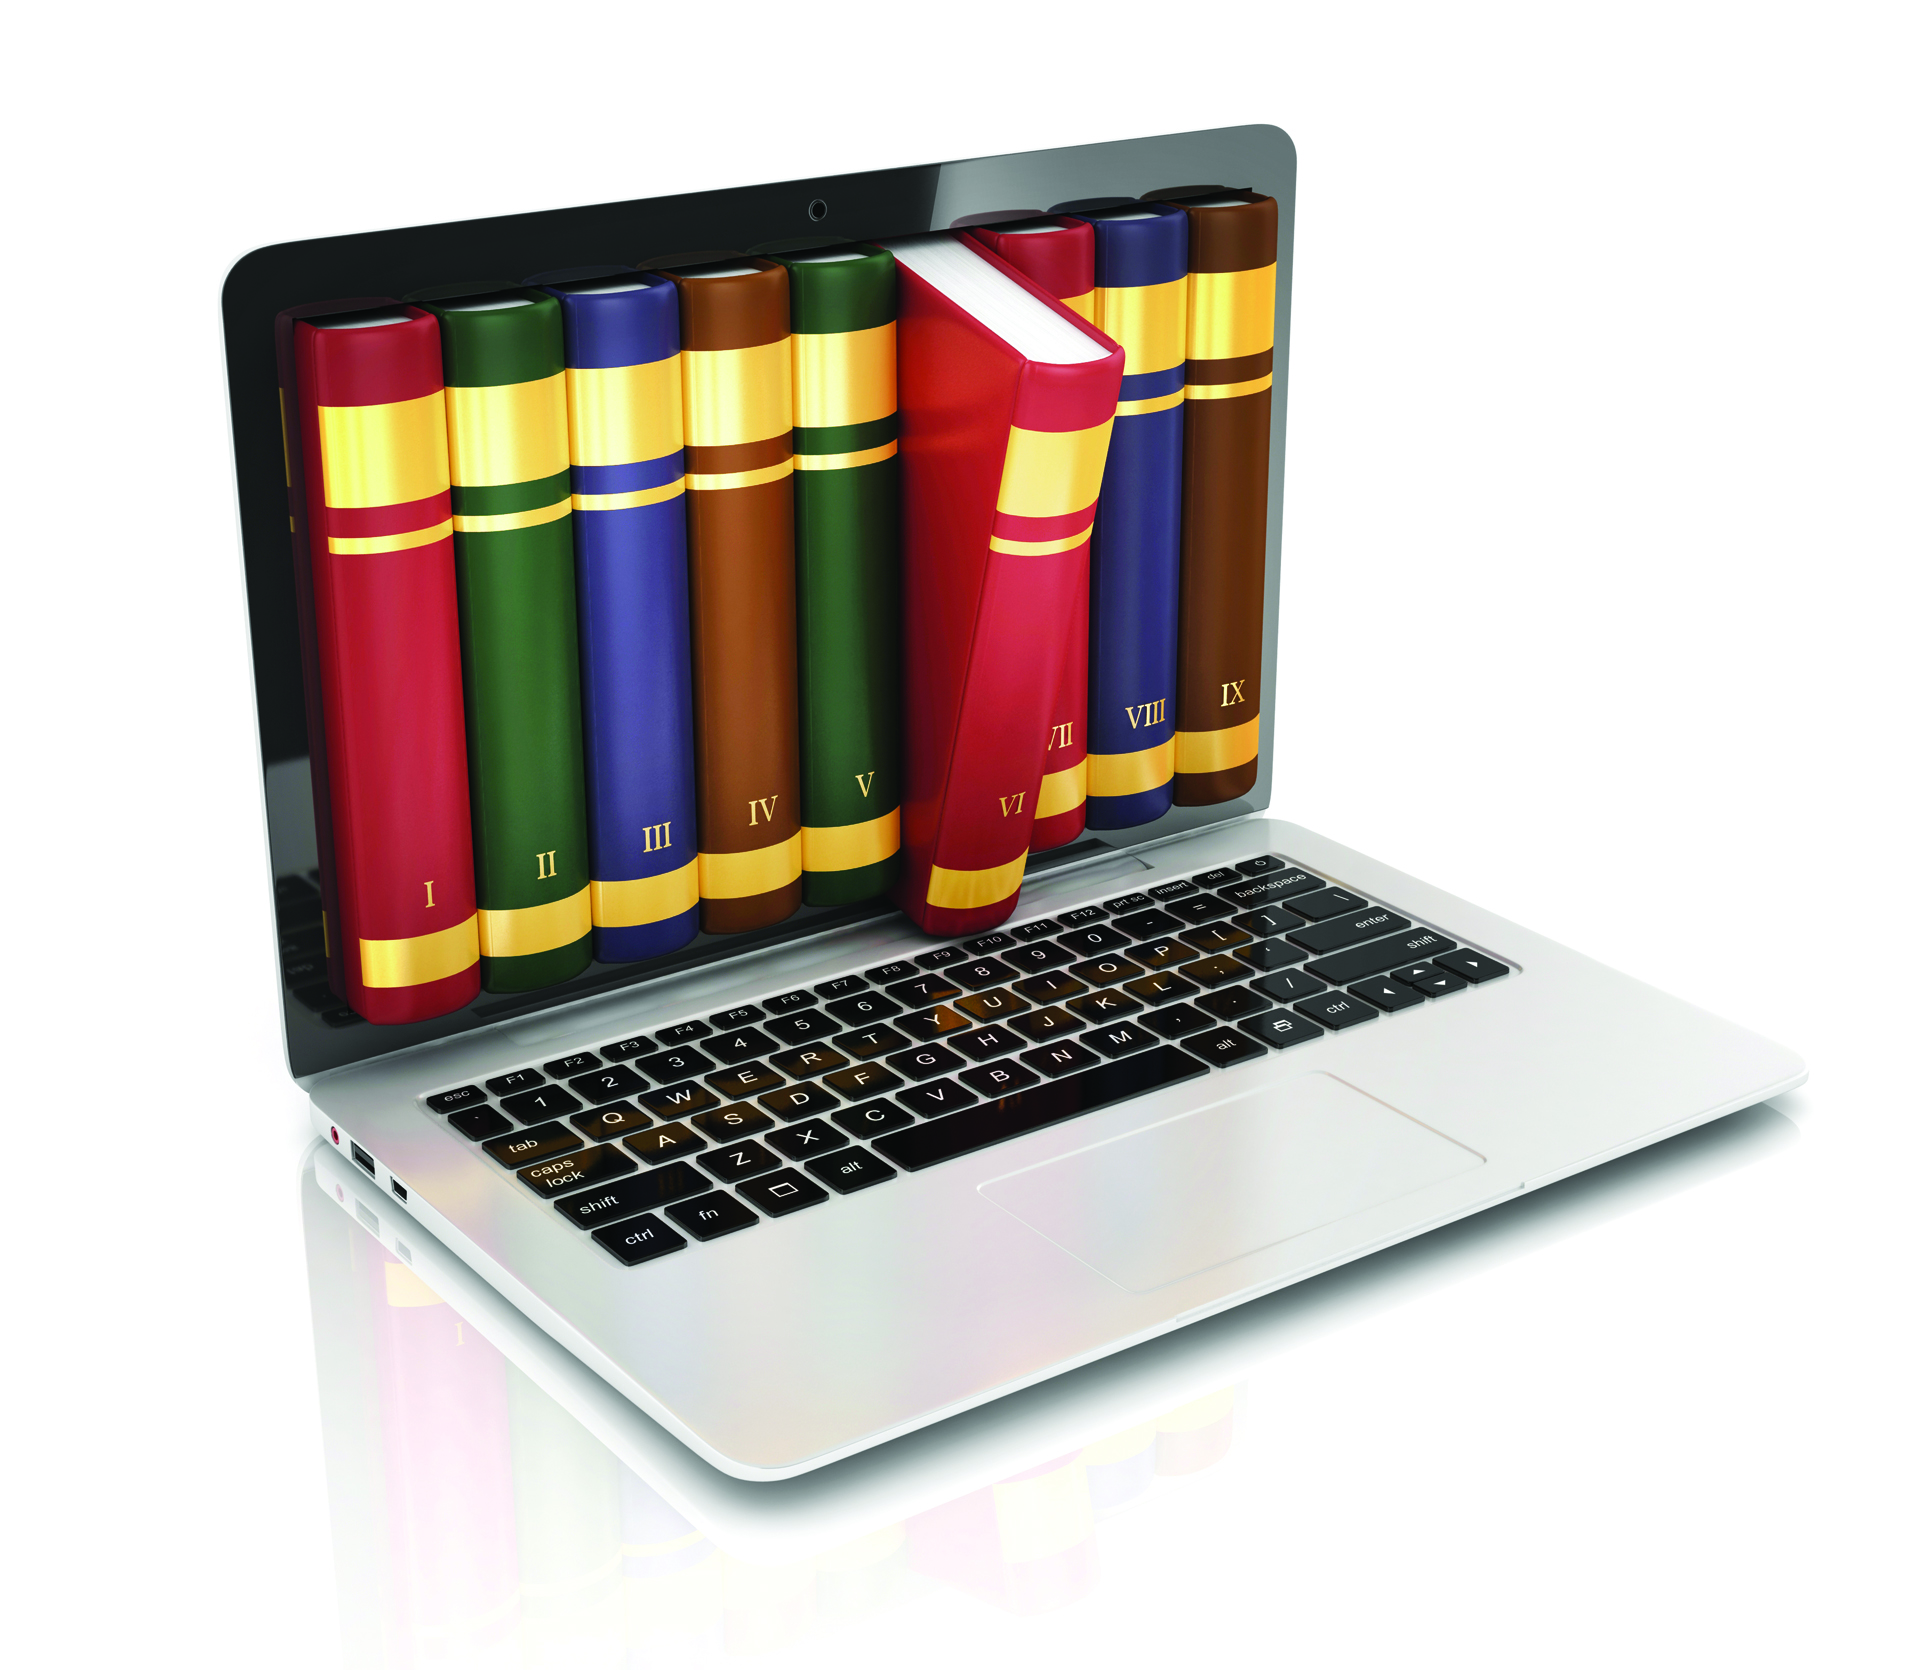 I
II
III
IV
V
VI
VII
VIII
IX
esc F1 F2 F3 F4 F5 F6 F7 F8 F9 F10 F11 F12 prt sc insert del
` 1 2 3 4 5 6 7 8 9 0 - = backspace
tab Q W E R T Y U I O P [ ] \
caps lock A S D F G H J K L ; ' enter
shift Z X C V B N M , . / shift
ctrl fn alt alt ctrl
I